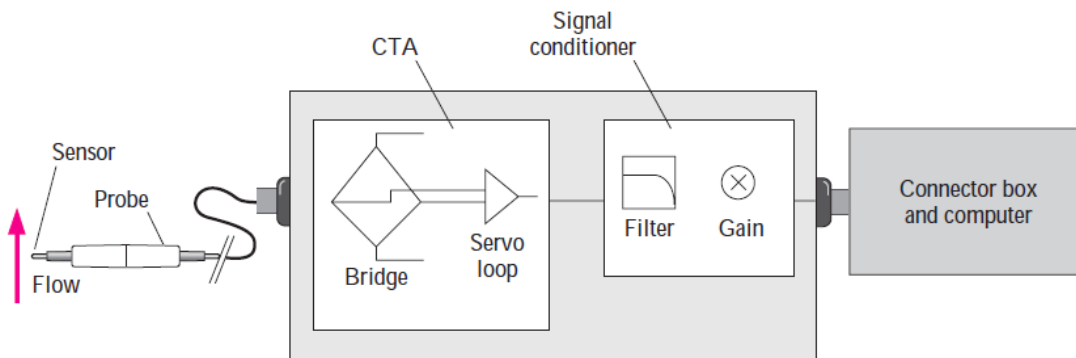 Signal
conditioner
CTA
Sensor
Probe
Flow
Bridge
Servo
loop
Filter
Gain
Connector box
and computer